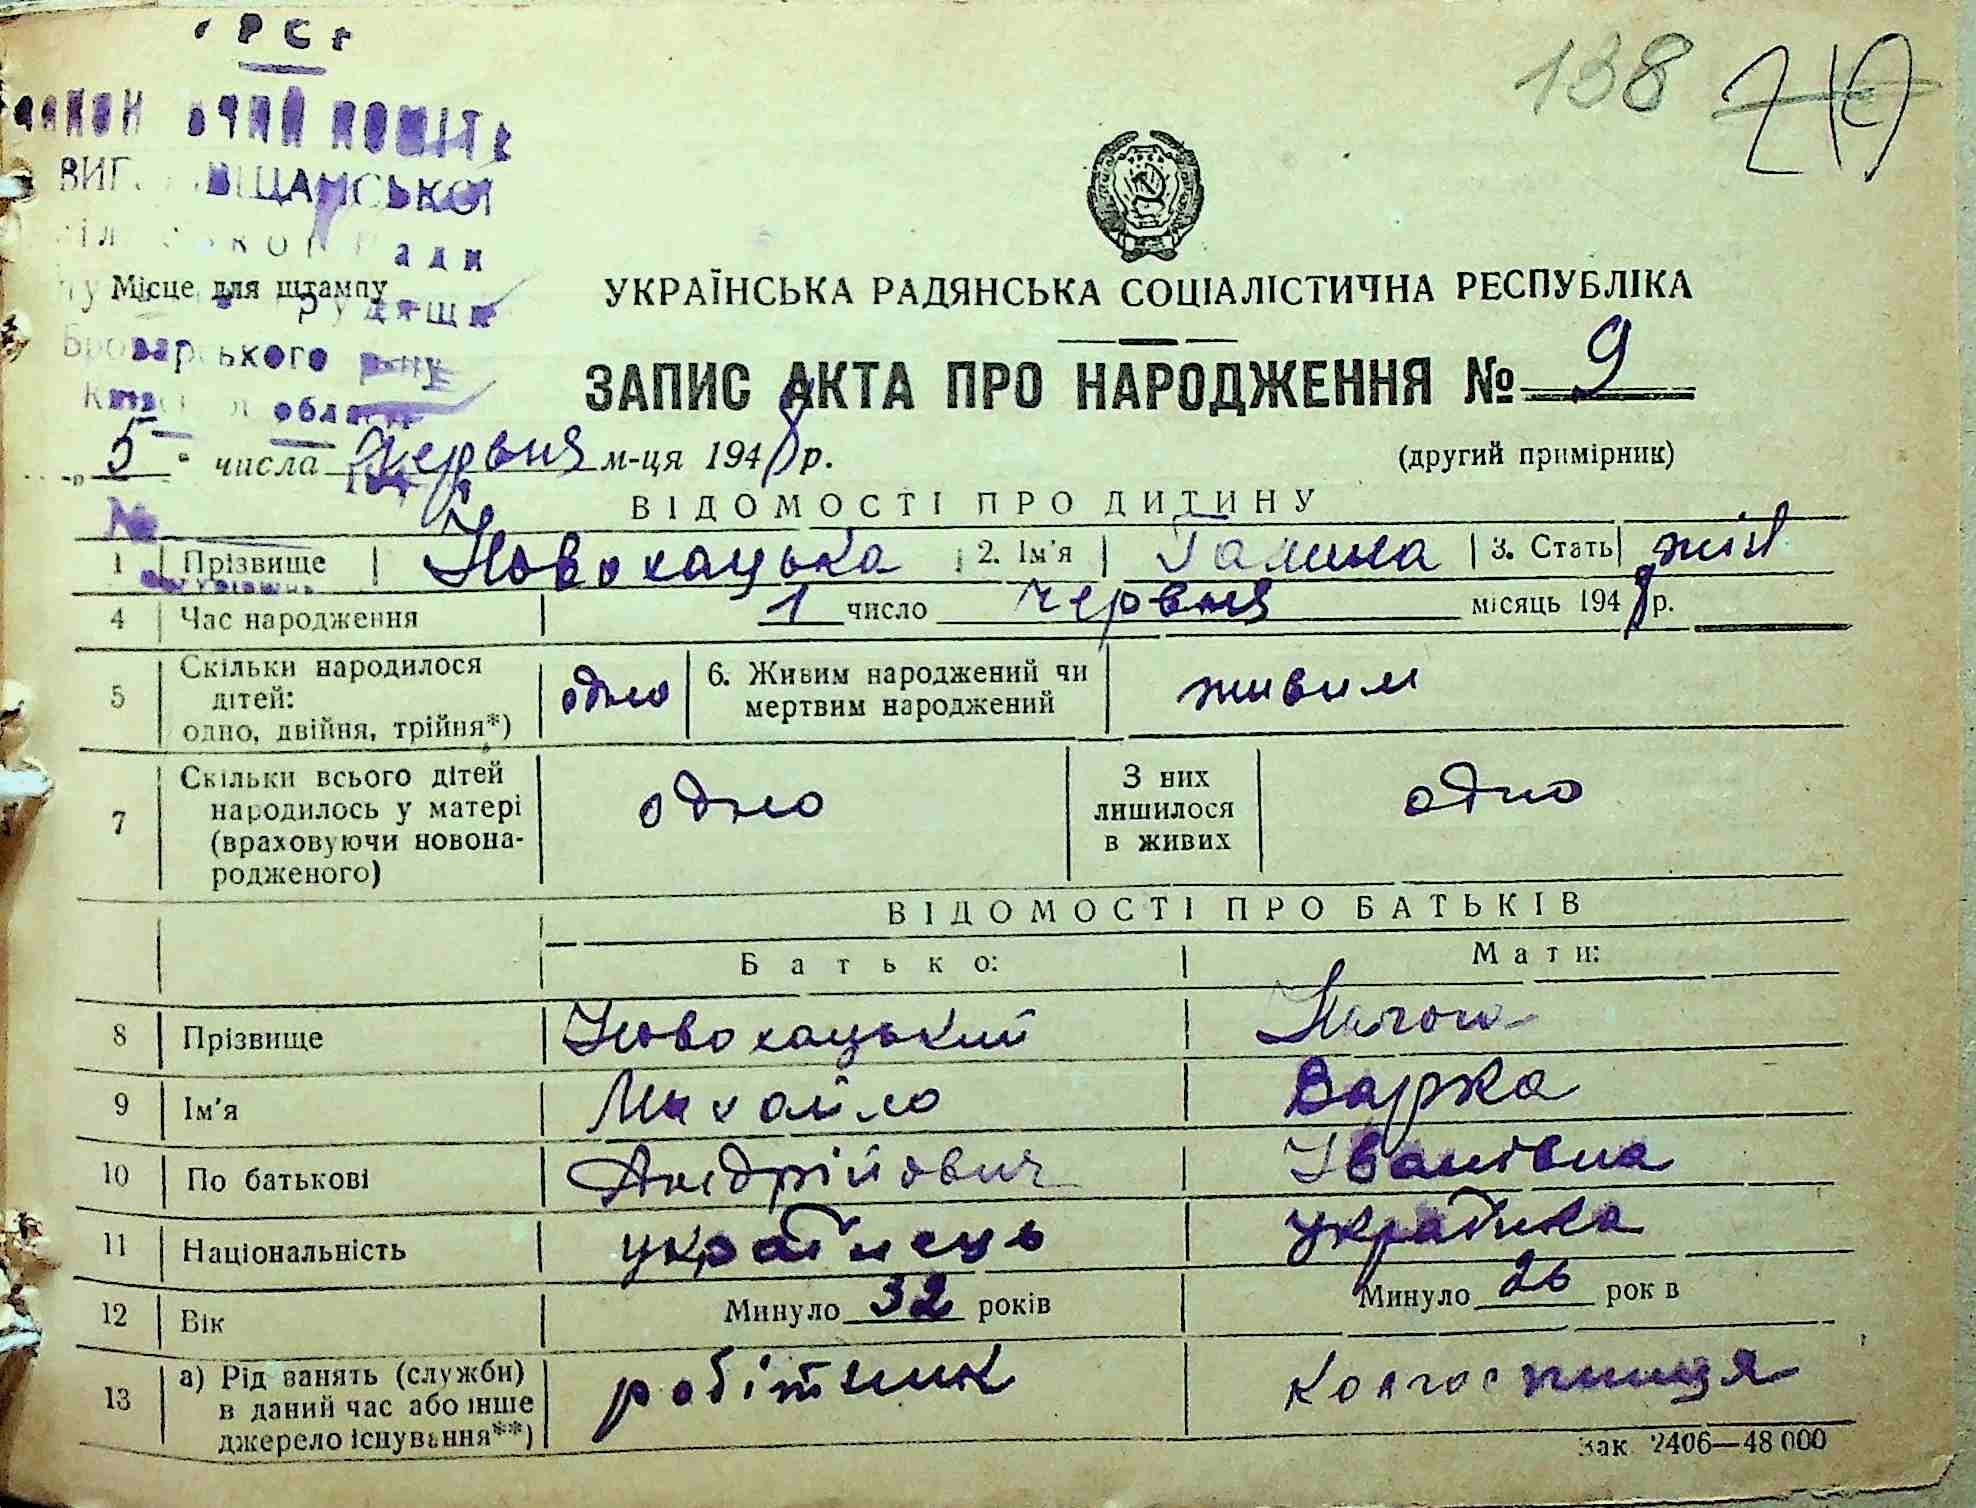 138
УКРАЇНСЬКА РАДЯНСЬКА СОЦІАЛІСТИЧНА РЕСПУБЛІКА
ЗАПИС АКТА ПРО НАРОДЖЕННЯ № 9
Місце для штампу
Броварського р-ну
області
„5“ числа червня м-ця 1948 р.
(другий примірник)
ВІДОМОСТІ ПРО ДИТИНУ
1 Прізвище Новохацька 2. Ім'я Галина 3. Стать жін
4 Час народження 1 число червня місяць 1948 р.
5 Скільки народилося дітей: одно, двійня, трійня*) одно 6. Живим народжений чи мертвим народжений живим
7 Скільки всього дітей народилось у матері (враховуючи новонародженого) одно З них лишилося в живих одно
ВІДОМОСТІ ПРО БАТЬКІВ
Батько: Мати:
8 Прізвище Новохацький
9 Ім'я Михайло Варка
10 По батькові Андрійович Іванівна
11 Національність українець українка
12 Вік Минуло 32 років Минуло 26 рок в
13 а) Рід занять (служби) в даний час або інше джерело існування**) робітник колгоспниця
Зак 2406—48 000